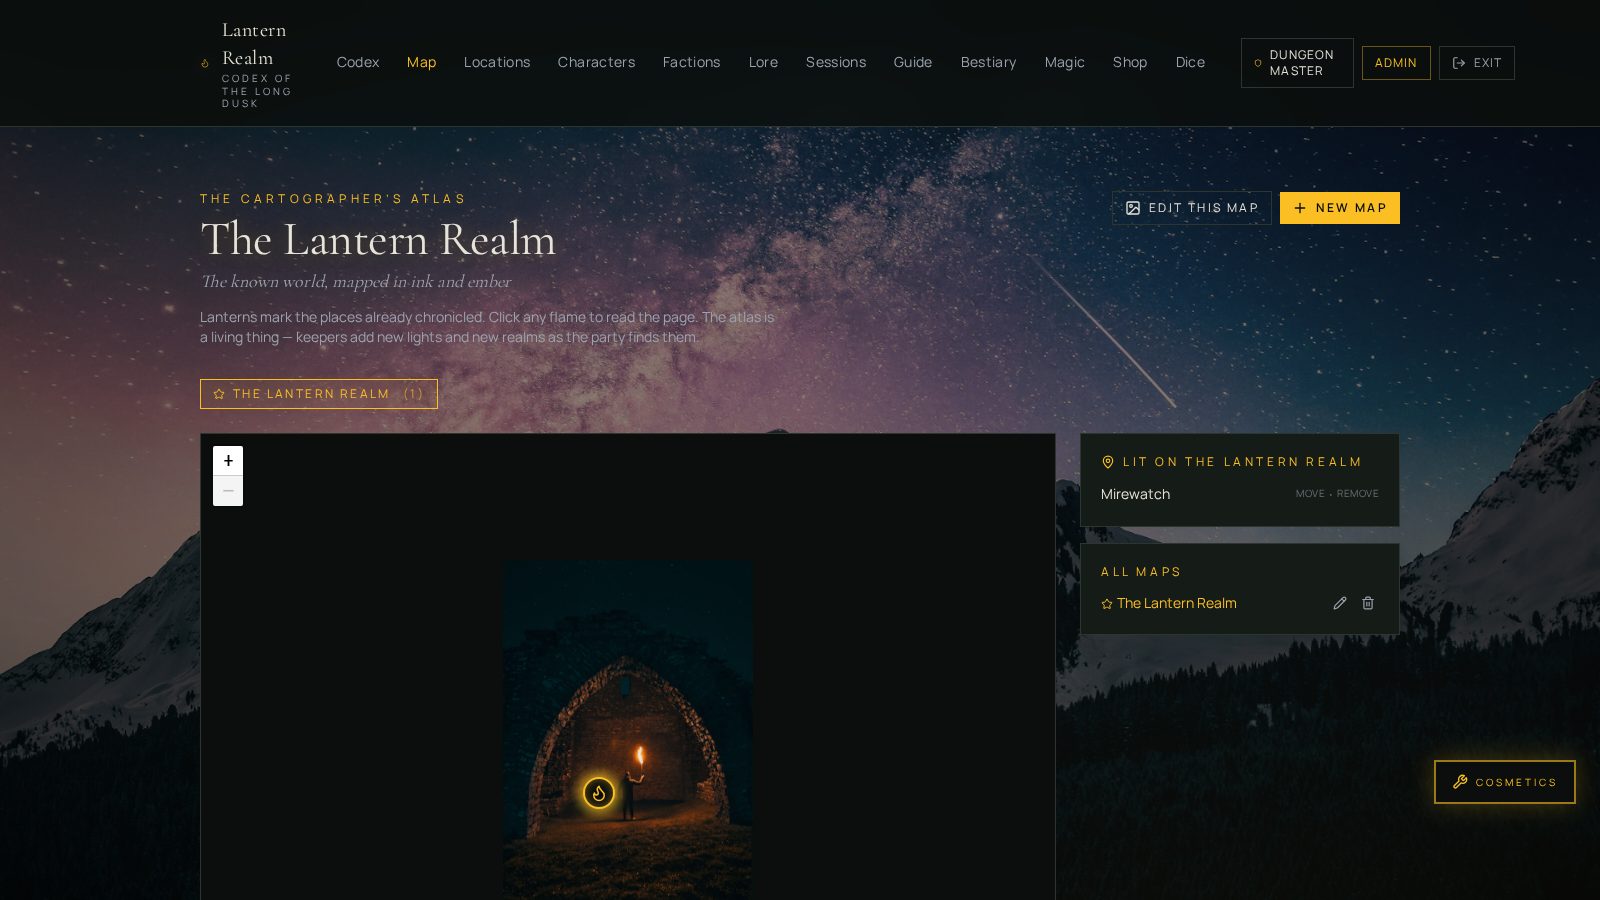 Lantern
Realm
CODEX OF
THE LONG
DUSK
Codex
Map
Locations
Characters
Factions
Lore
Sessions
Guide
Bestiary
Magic
Shop
Dice
DUNGEON
MASTER
ADMIN
EXIT
THE CARTOGRAPHER'S ATLAS
The Lantern Realm
The known world, mapped in ink and ember
Lanterns mark the places already chronicled. Click any flame to read the page. The atlas is
a living thing — keepers add new lights and new realms as the party finds them.
EDIT THIS MAP
NEW MAP
THE LANTERN REALM (1)
+
−
LIT ON THE LANTERN REALM
Mirewatch
MOVE · REMOVE
ALL MAPS
The Lantern Realm
COSMETICS